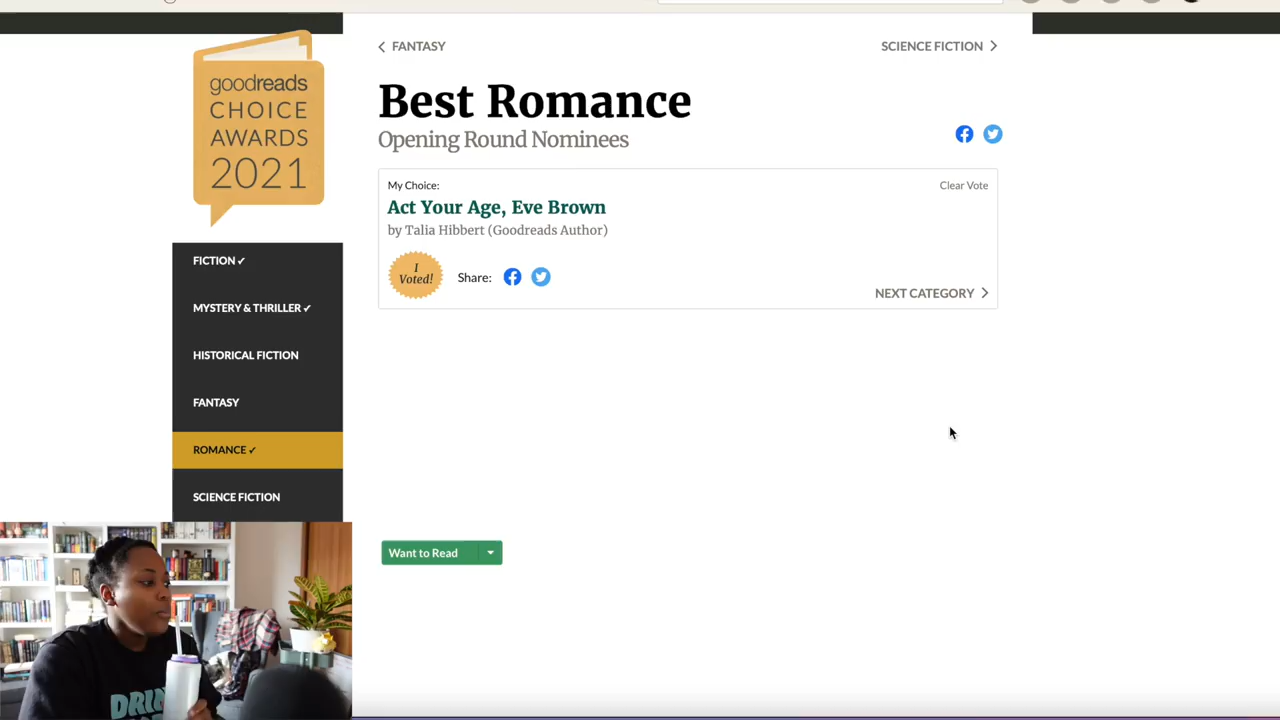 FANTASY
SCIENCE FICTION
goodreads
CHOICE
AWARDS
2021
Best Romance
Opening Round Nominees
My Choice:
Clear Vote
Act Your Age, Eve Brown
by Talia Hibbert (Goodreads Author)
I
Voted!
Share:
NEXT CATEGORY
FICTION ✓
MYSTERY & THRILLER ✓
HISTORICAL FICTION
FANTASY
ROMANCE ✓
SCIENCE FICTION
Want to Read